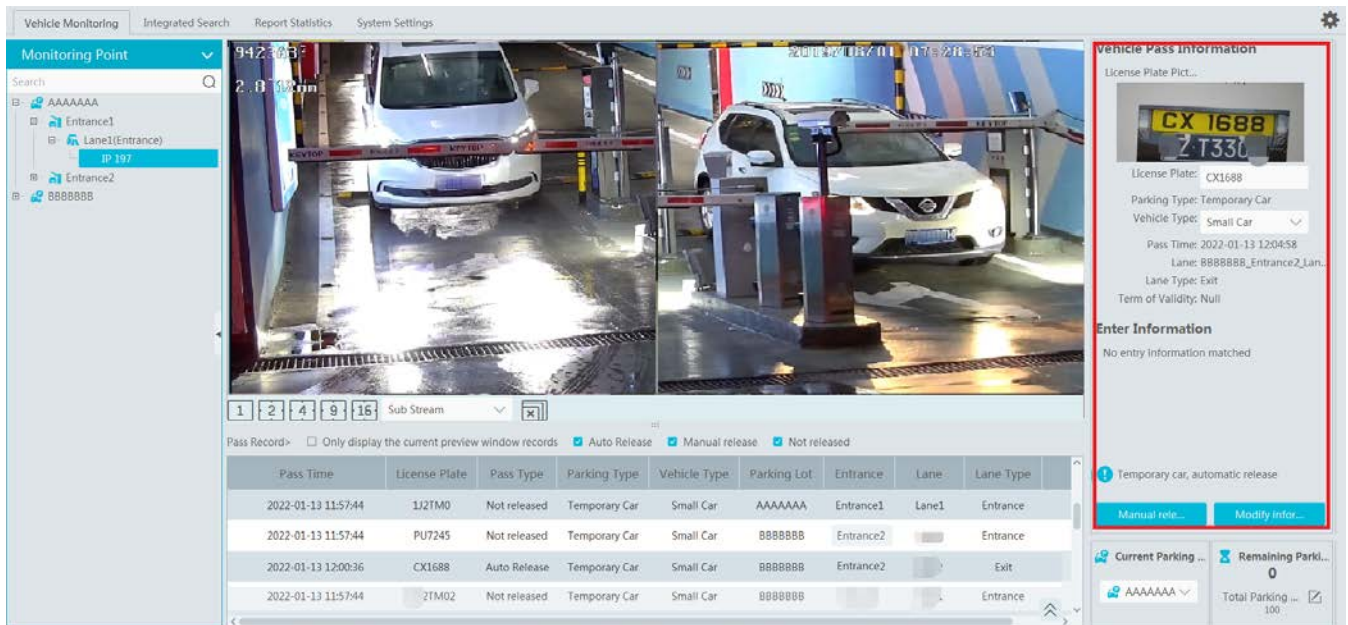 Vehicle Monitoring Integrated Search Report Statistics System Settings
Monitoring Point
Search
AAAAAAA
Entrance1
Lane1(Entrance)
IP 197
Entrance2
BBBBBBB
KEYTOP
1 2 4 9 16 Sub Stream
Pass Record> Only display the current preview window records Auto Release Manual release Not released
Pass Time License Plate Pass Type Parking Type Vehicle Type Parking Lot Entrance Lane Lane Type
2022-01-13 11:57:44 1J2TM0 Not released Temporary Car Small Car AAAAAAA Entrance1 Lane1 Entrance
2022-01-13 11:57:44 PU7245 Not released Temporary Car Small Car BBBBBBB Entrance2 Entrance
2022-01-13 12:00:36 CX1688 Auto Release Temporary Car Small Car BBBBBBB Entrance2 Exit
2022-01-13 11:57:44 2TM02 Not released Temporary Car Small Car BBBBBBB Entrance
Vehicle Pass Information
License Plate Pict...
CX 1688
License Plate: CX1688
Parking Type: Temporary Car
Vehicle Type: Small Car
Pass Time: 2022-01-13 12:04:58
Lane: BBBBBBB_Entrance2_Lan...
Lane Type: Exit
Term of Validity: Null
Enter Information
No entry information matched
Temporary car, automatic release
Manual rele... Modify Infor...
Current Parking ... Remaining Parki...
0
AAAAAAA Total Parking ...
100